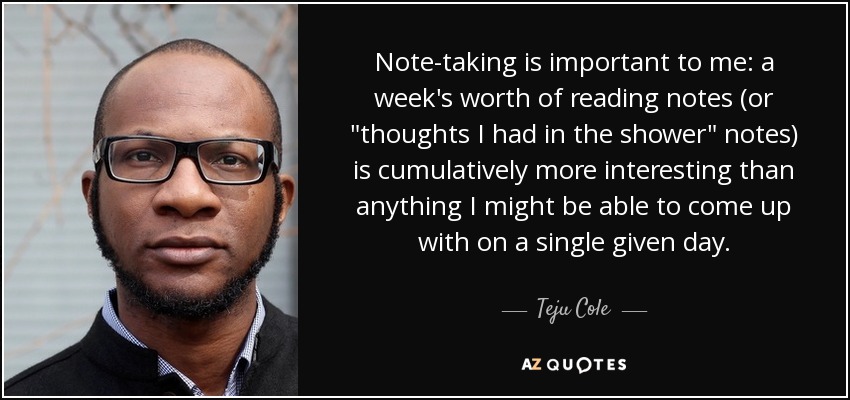 Note-taking is important to me: a
week's worth of reading notes (or
"thoughts I had in the shower" notes)
is cumulatively more interesting than
anything I might be able to come up
with on a single given day.
Teju Cole
AZ QUOTES